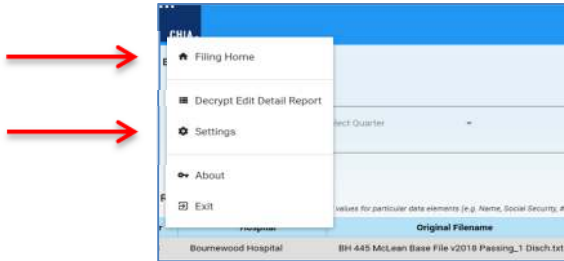 CHIA
Filing Home
Decrypt Edit Detail Report
Settings
lect Quarter
About
Exit
values for particular data elements (e.g. Name, Social Security, #
Hospital Original Filename
Bournewood Hospital BH 445 McLean Base File v2018 Passing_1 Disch.txt